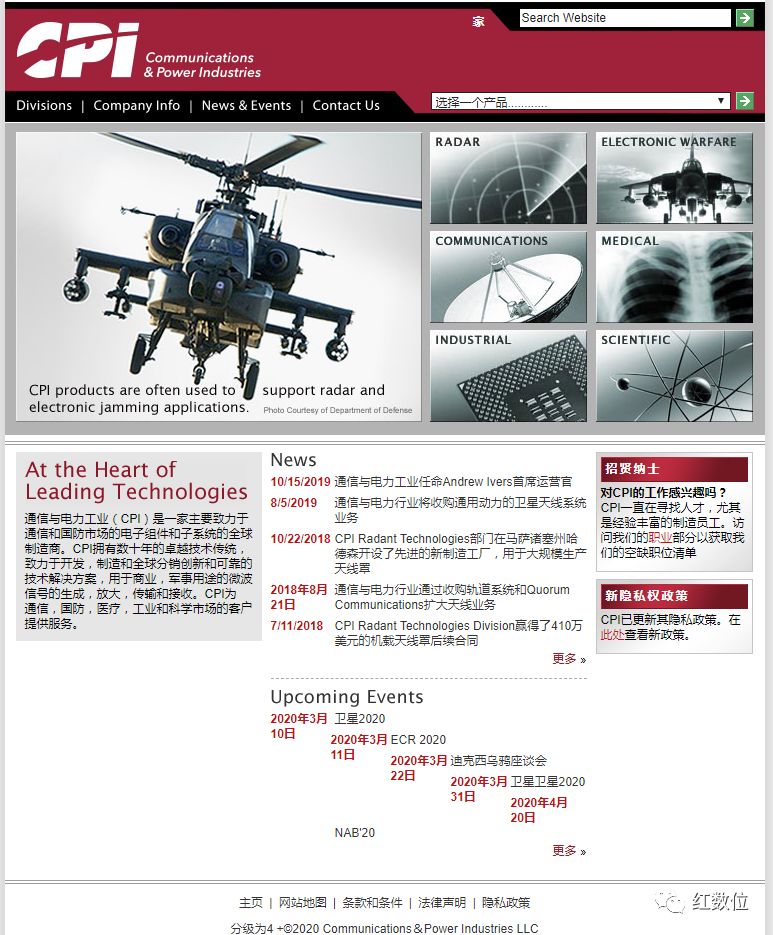 家
Search Website
CPI Communications
& Power Industries
Divisions | Company Info | News & Events | Contact Us
选择一个产品............
RADAR
ELECTRONIC WARFARE
COMMUNICATIONS
MEDICAL
INDUSTRIAL
SCIENTIFIC
CPI products are often used to support radar and
electronic jamming applications. Photo Courtesy of Department of Defense
At the Heart of
Leading Technologies
通信与电力工业（CPI）是一家主要致力于
通信和国防市场的电子组件和子系统的全球
制造商。CPI拥有数十年的卓越技术传统，
致力于开发，制造和全球分销创新和可靠的
技术解决方案，用于商业，军事用途的微波
信号的生成，放大，传输和接收。CPI为
通信，国防，医疗，工业和科学市场的客户
提供服务。
News
10/15/2019 通信与电力工业任命Andrew Ivers首席运营官
8/5/2019 通信与电力行业将收购通用动力的卫星天线系统
业务
10/22/2018 CPI Radant Technologies部门在马萨诸塞州哈
德森开设了先进的新制造工厂，用于大规模生产
天线罩
2018年8月 通信与电力行业通过收购轨道系统和Quorum
21日 Communications扩大天线业务
7/11/2018 CPI Radant Technologies Division赢得了410万
美元的机载天线罩后续合同
更多 »
Upcoming Events
2020年3月 卫星2020
10日
2020年3月 ECR 2020
11日
2020年3月 迪克西乌鸦座谈会
22日
2020年3月 卫星卫星2020
31日
2020年4月
20日
NAB'20
更多 »
招贤纳士
对CPI的工作感兴趣吗？
CPI一直在寻找人才，尤其
是经验丰富的制造员工。访
问我们的职业部分以获取我
们的空缺职位清单
新隐私权政策
CPI已更新其隐私政策。在
此处查看新政策。
主页 | 网站地图 | 条款和条件 | 法律声明 | 隐私政策
分级为4 +©2020 Communications & Power Industries LLC
红数位